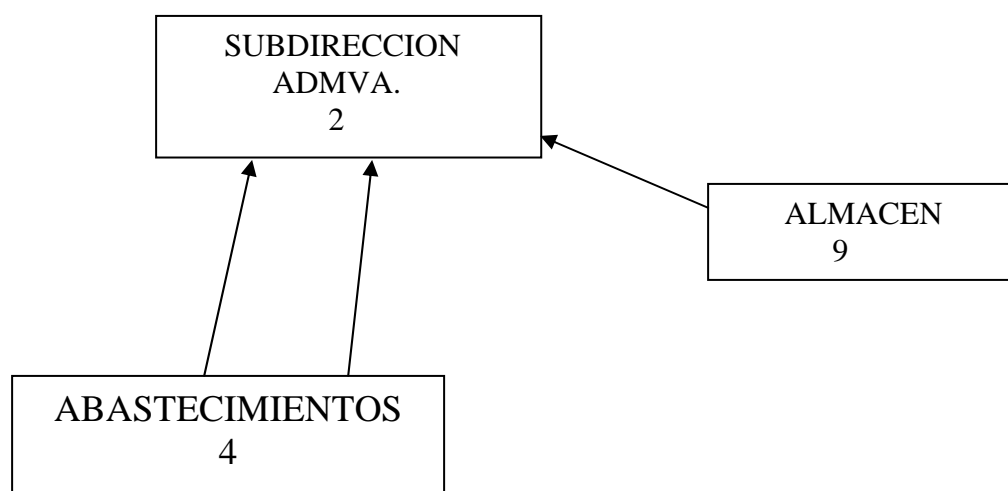 SUBDIRECCION
ADMVA.
2
ALMACEN
9
ABASTECIMIENTOS
4